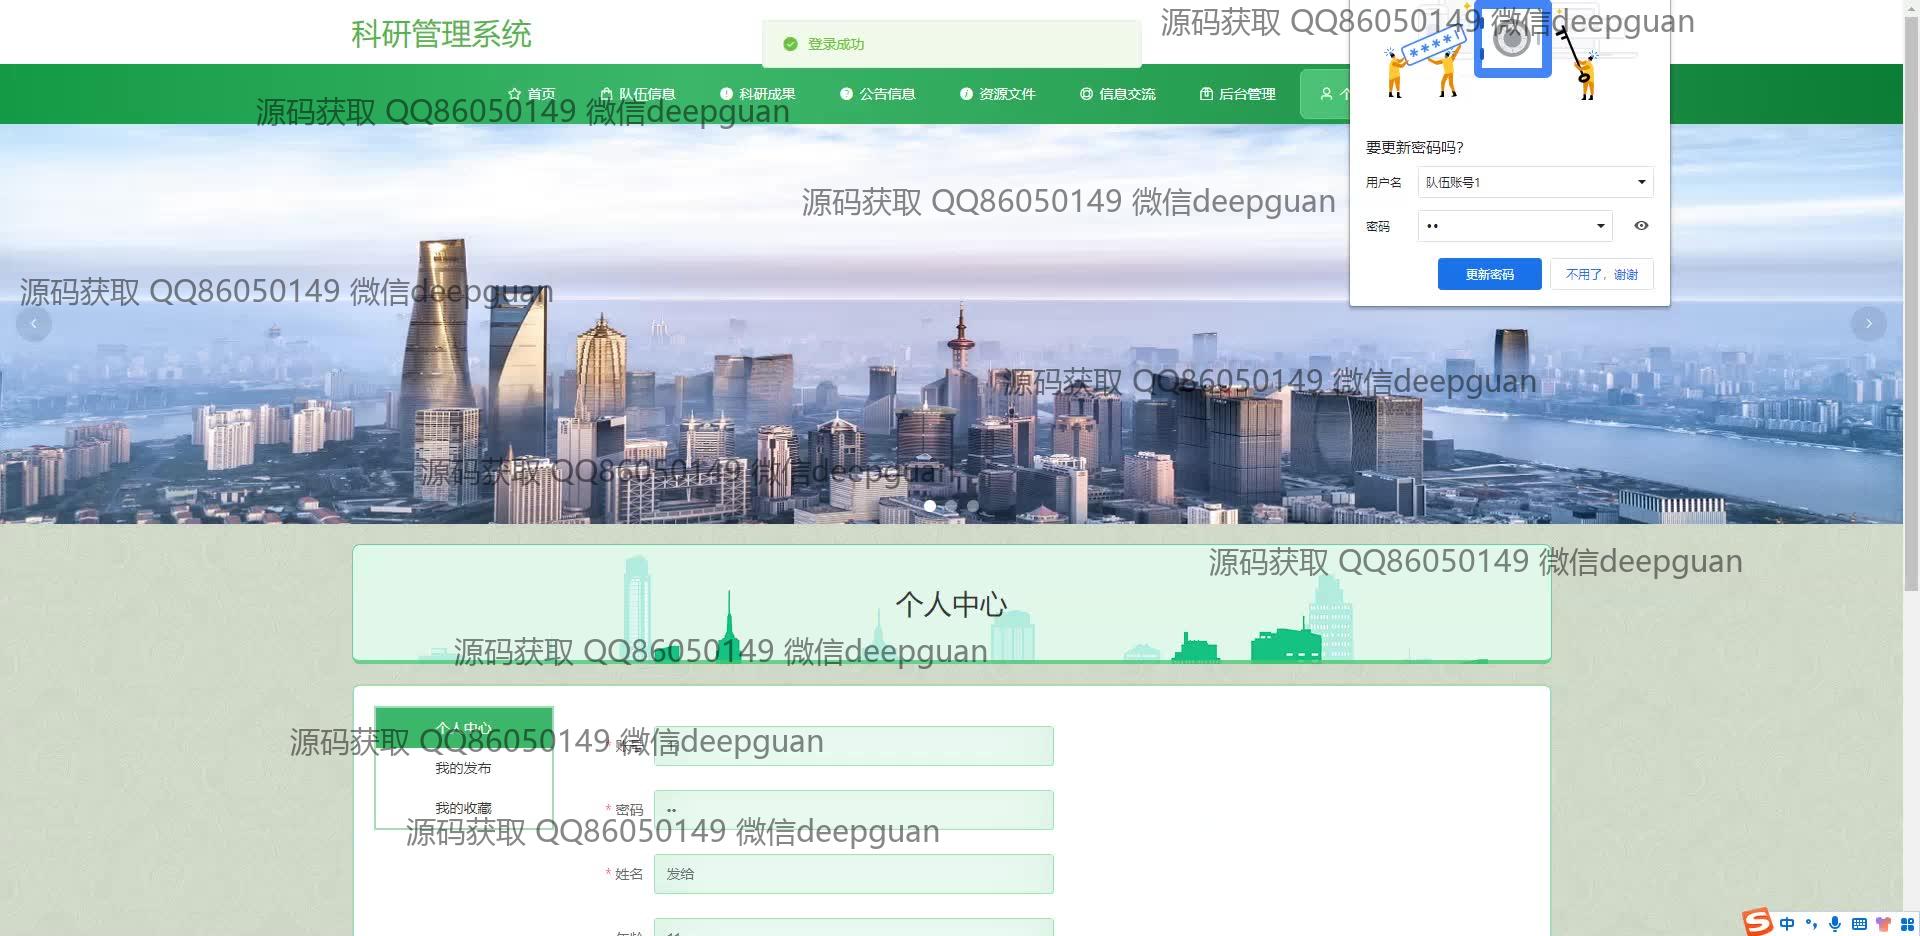 科研管理系统
登录成功
源码获取 QQ86050149 微信deepguan
首页
队伍信息
科研成果
公告信息
资源文件
信息交流
后台管理
个
源码获取 QQ86050149 微信deepguan
要更新密码吗?
用户名
队伍账号1
密码
••
更新密码
不用了，谢谢
源码获取 QQ86050149 微信deepguan
源码获取 QQ86050149 微信deepguan
源码获取 QQ86050149 微信deepguan
源码获取 QQ86050149 微信deepguan
源码获取 QQ86050149 微信deepguan
个人中心
源码获取 QQ86050149 微信deepguan
个人中心
源码获取 QQ86050149 微信deepguan
我的发布
我的收藏
* 密码
••
源码获取 QQ86050149 微信deepguan
* 姓名
发给
中